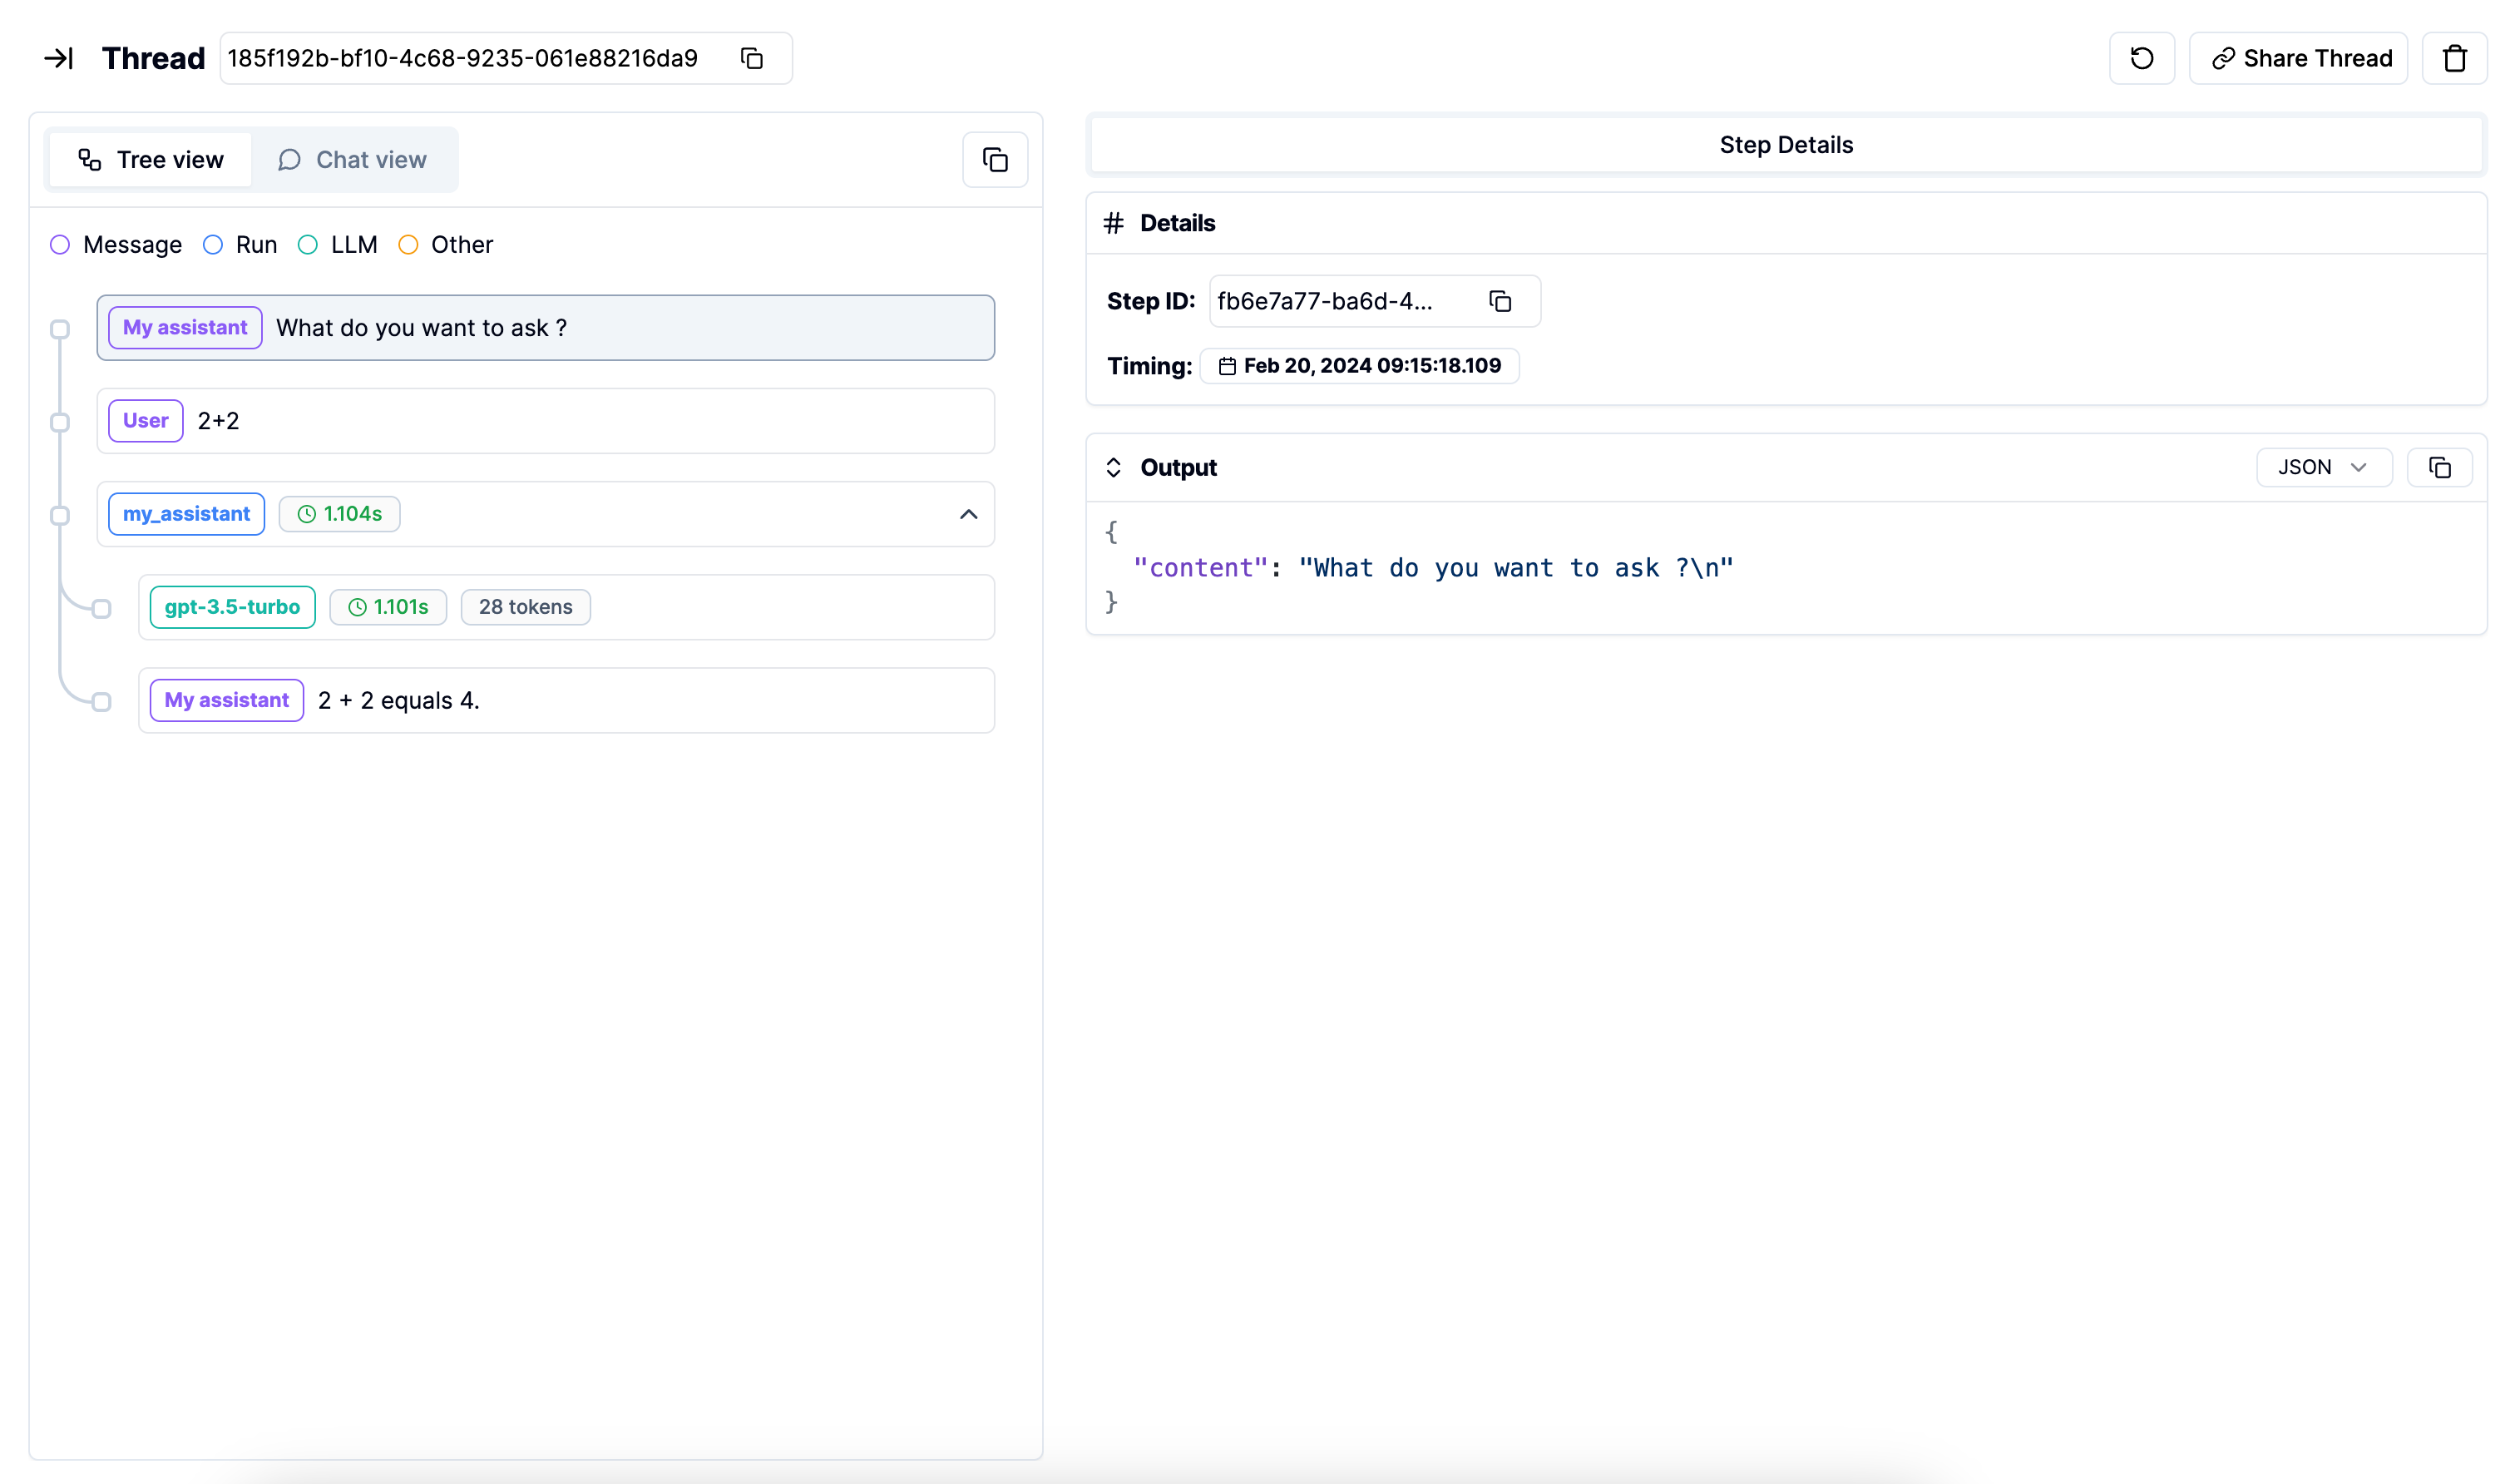 Thread 185f192b-bf10-4c68-9235-061e88216da9
Share Thread
Tree view Chat view
Message Run LLM Other
My assistant What do you want to ask ?
User 2+2
my_assistant 1.104s
gpt-3.5-turbo 1.101s 28 tokens
My assistant 2 + 2 equals 4.
Step Details
# Details
Step ID: fb6e7a77-ba6d-4...
Timing: Feb 20, 2024 09:15:18.109
Output JSON
{
"content": "What do you want to ask ?\n"
}